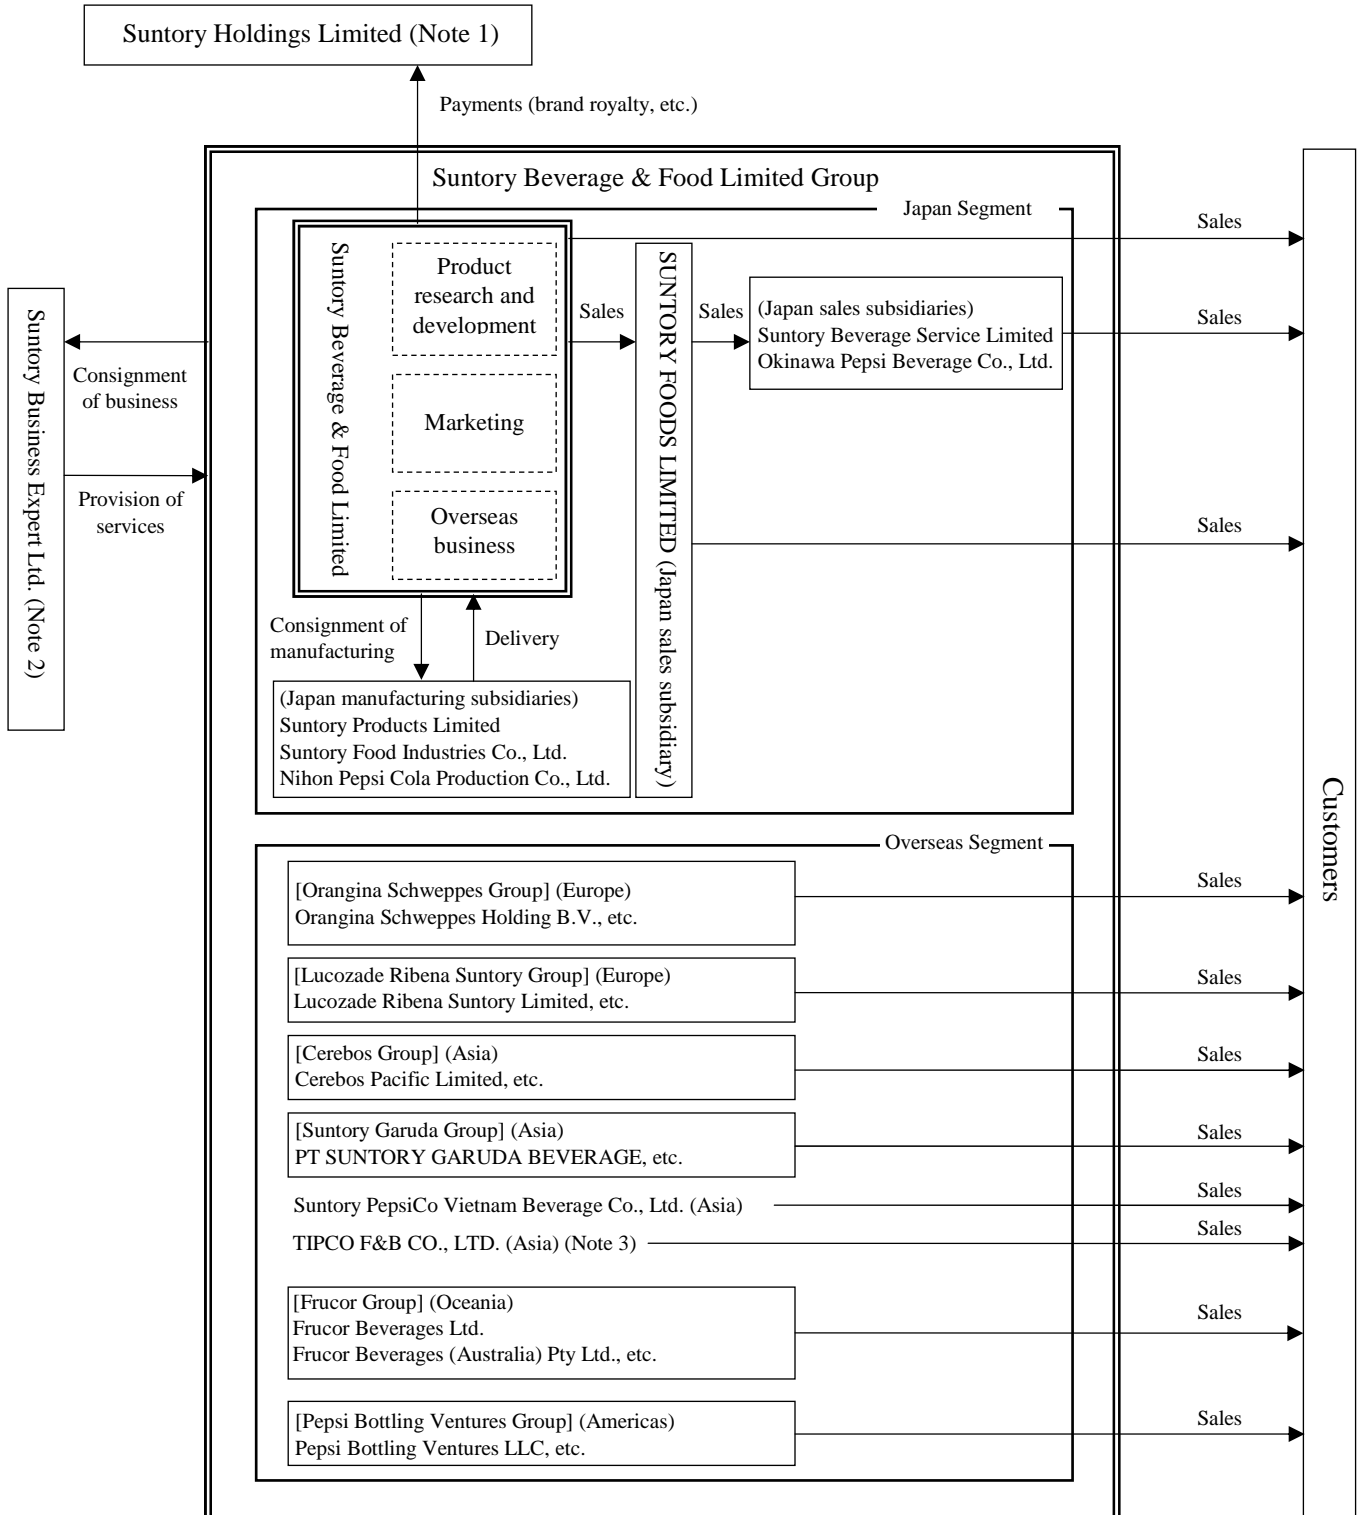 Suntory Holdings Limited (Note 1)
Payments (brand royalty, etc.)
Suntory Beverage & Food Limited Group
Japan Segment
Suntory Beverage & Food Limited
Product
research and
development
Marketing
Overseas
business
Sales
SUNTORY FOODS LIMITED (Japan sales subsidiary)
Sales
(Japan sales subsidiaries)
Suntory Beverage Service Limited
Okinawa Pepsi Beverage Co., Ltd.
Sales
Sales
Sales
Suntory Business Expert Ltd. (Note 2)
Consignment
of business
Provision of
services
Consignment of
manufacturing
Delivery
(Japan manufacturing subsidiaries)
Suntory Products Limited
Suntory Food Industries Co., Ltd.
Nihon Pepsi Cola Production Co., Ltd.
Customers
Overseas Segment
[Orangina Schweppes Group] (Europe)
Orangina Schweppes Holding B.V., etc.
Sales
[Lucozade Ribena Suntory Group] (Europe)
Lucozade Ribena Suntory Limited, etc.
Sales
[Cerebos Group] (Asia)
Cerebos Pacific Limited, etc.
Sales
[Suntory Garuda Group] (Asia)
PT SUNTORY GARUDA BEVERAGE, etc.
Sales
Suntory PepsiCo Vietnam Beverage Co., Ltd. (Asia)
Sales
TIPCO F&B CO., LTD. (Asia) (Note 3)
Sales
[Frucor Group] (Oceania)
Frucor Beverages Ltd.
Frucor Beverages (Australia) Pty Ltd., etc.
Sales
[Pepsi Bottling Ventures Group] (Americas)
Pepsi Bottling Ventures LLC, etc.
Sales